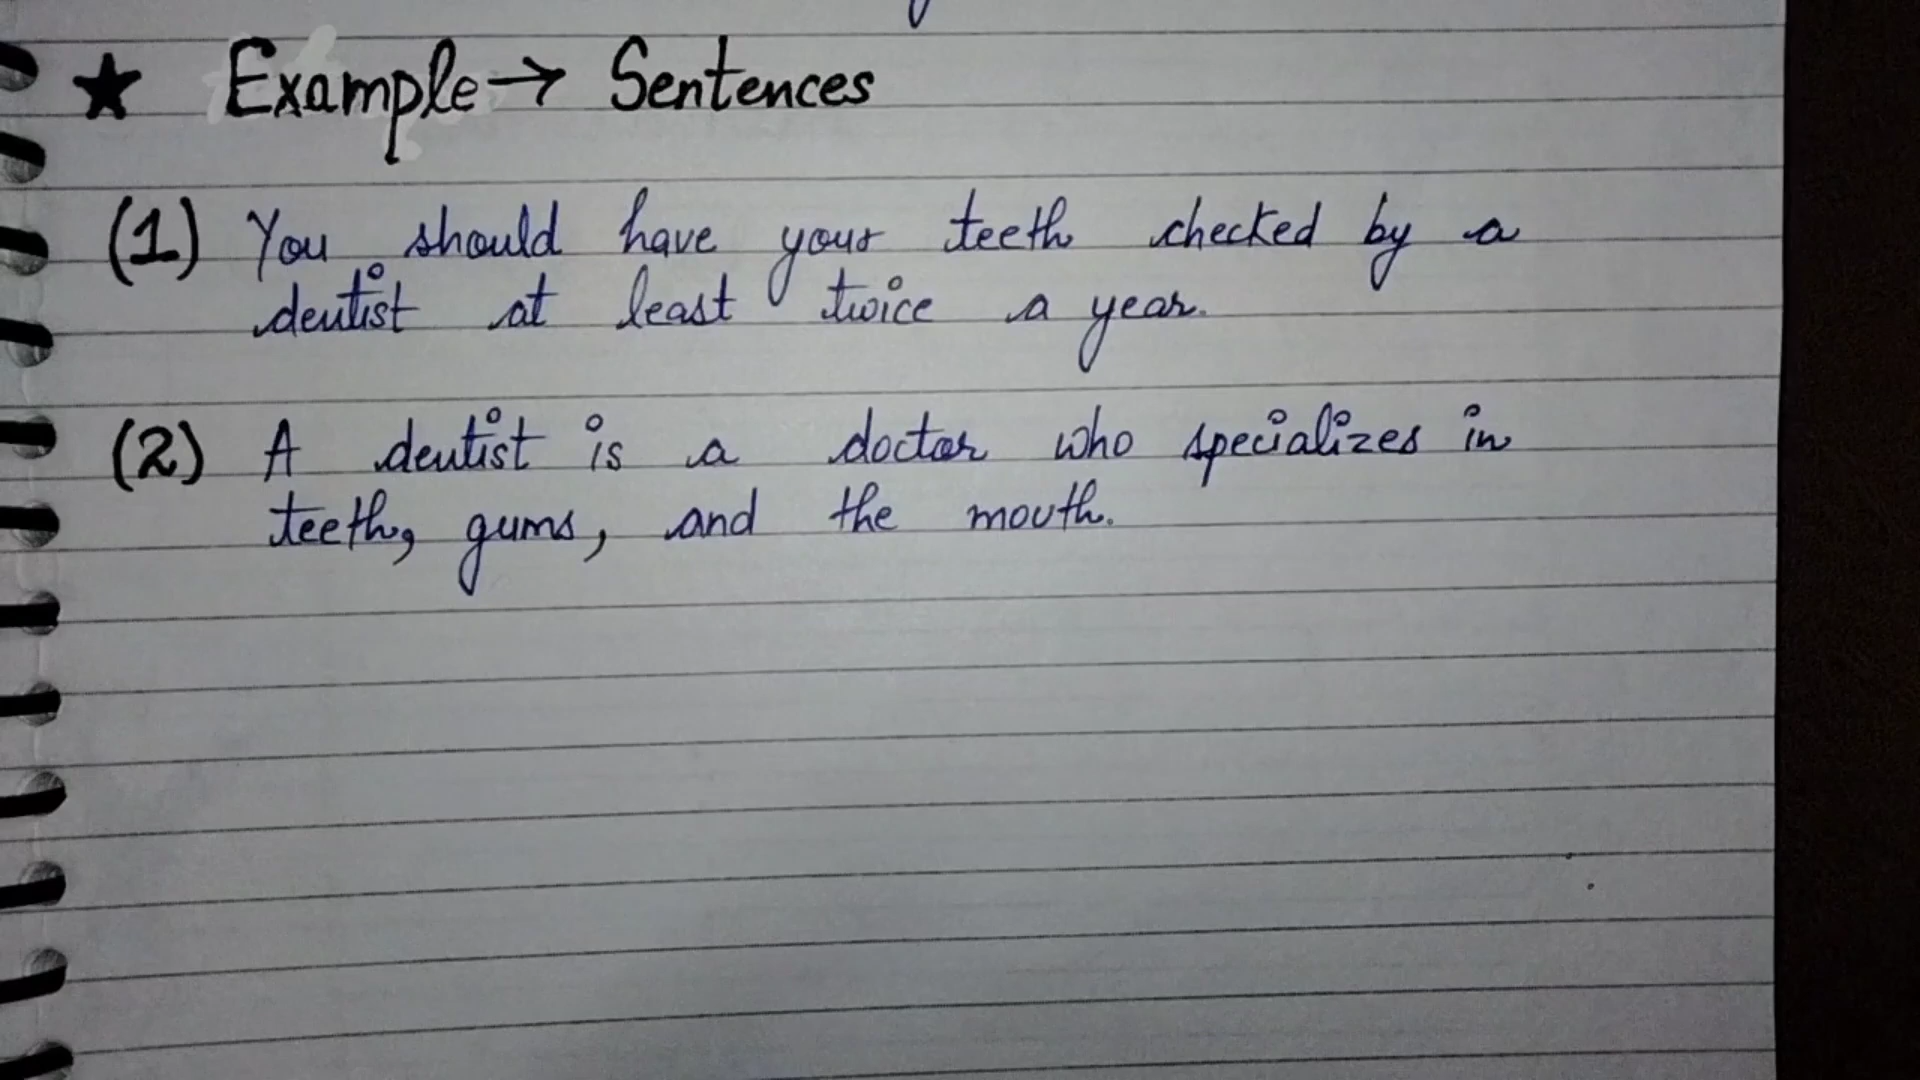 ★ Example → Sentences
(1) You should have your teeth checked by a
dentist at least twice a year.
(2) A dentist is a doctor who specializes in
teeth, gums, and the mouth.